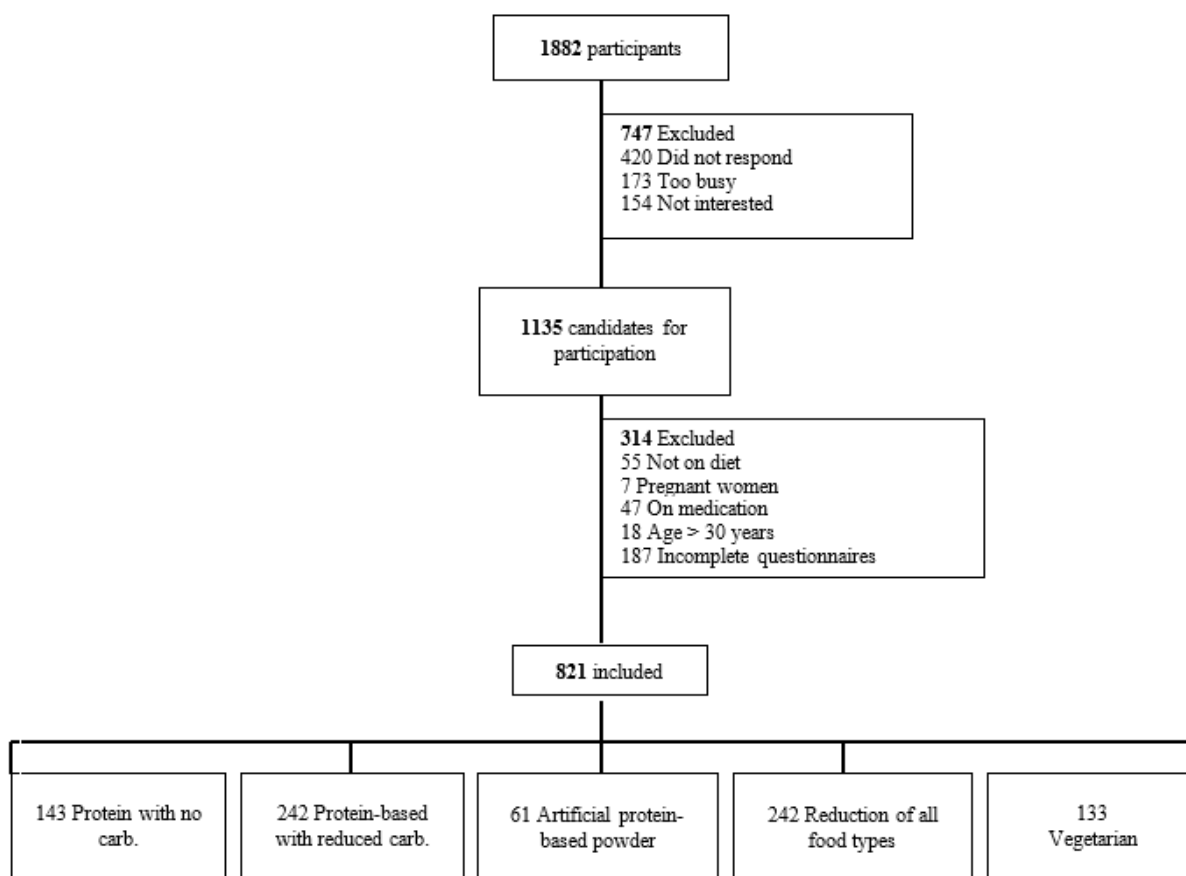 1882 participants
747 Excluded
420 Did not respond
173 Too busy
154 Not interested
1135 candidates for
participation
314 Excluded
55 Not on diet
7 Pregnant women
47 On medication
18 Age > 30 years
187 Incomplete questionnaires
821 included
143 Protein with no
carb.
242 Protein-based
with reduced carb.
61 Artificial protein-
based powder
242 Reduction of all
food types
133
Vegetarian